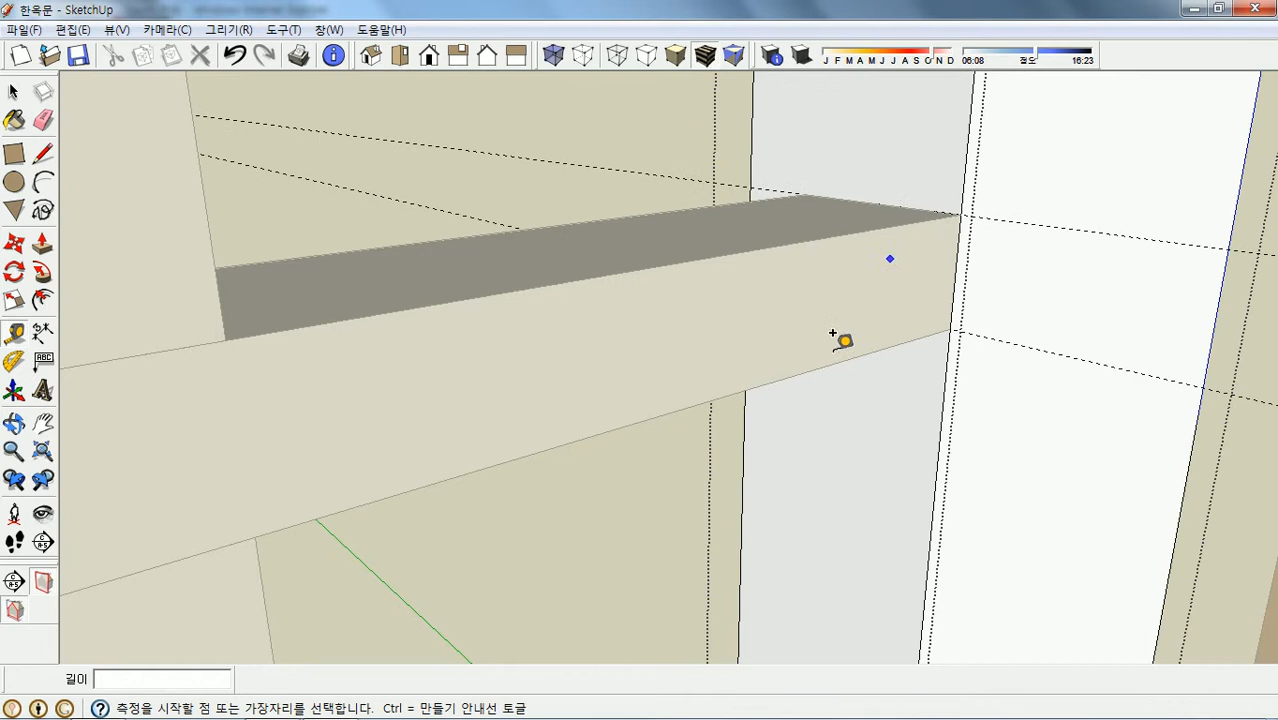 한옥문 - SketchUp
파일(F) 편집(E) 뷰(V) 카메라(C) 그리기(R) 도구(T) 창(W) 도움말(H)
J F M A M J J A S O N D 06:08 정오 16:23
ABC
길이
측정을 시작할 점 또는 가장자리를 선택합니다. Ctrl = 만들기 안내선 토글